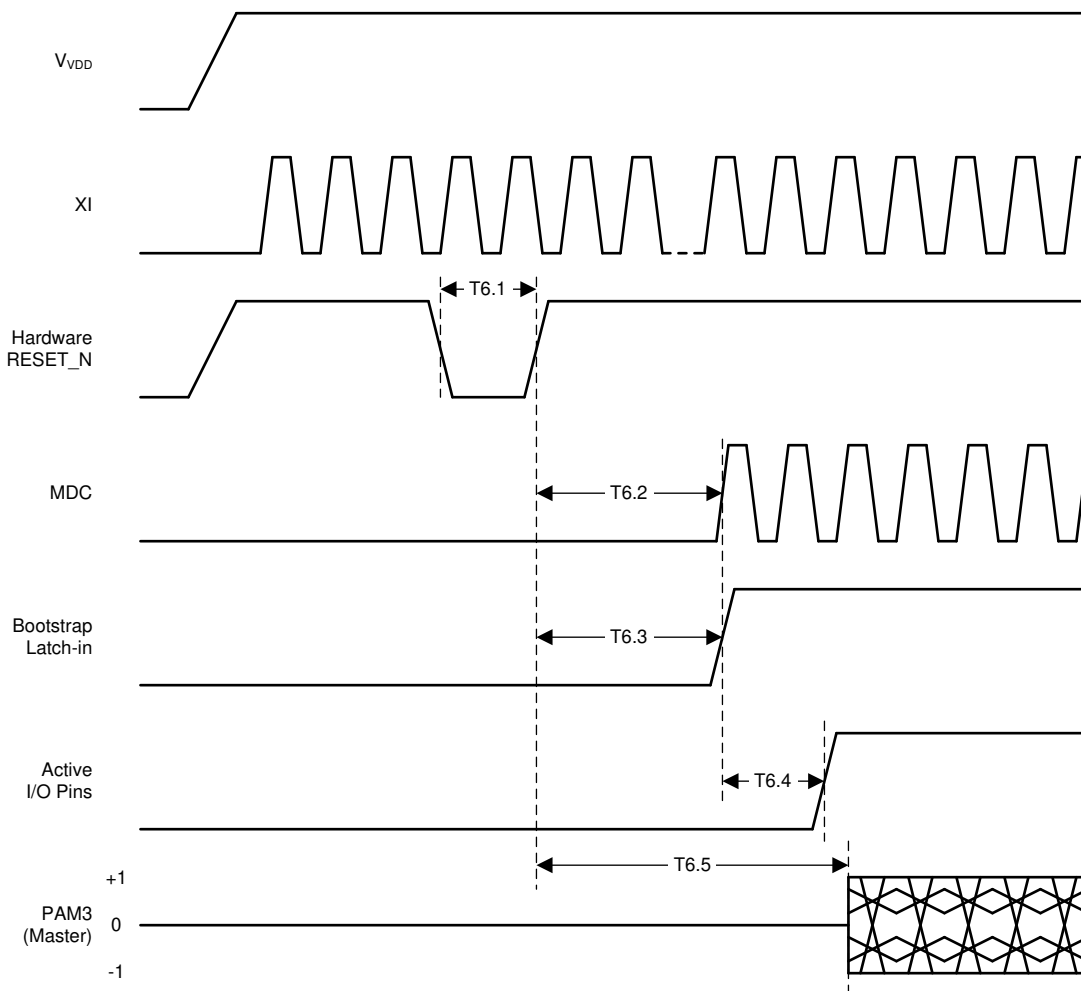 V_VDD
XI
T6.1
Hardware
RESET_N
MDC
T6.2
Bootstrap
Latch-in
T6.3
Active
I/O Pins
T6.4
T6.5
+1
PAM3
(Master)
0
-1